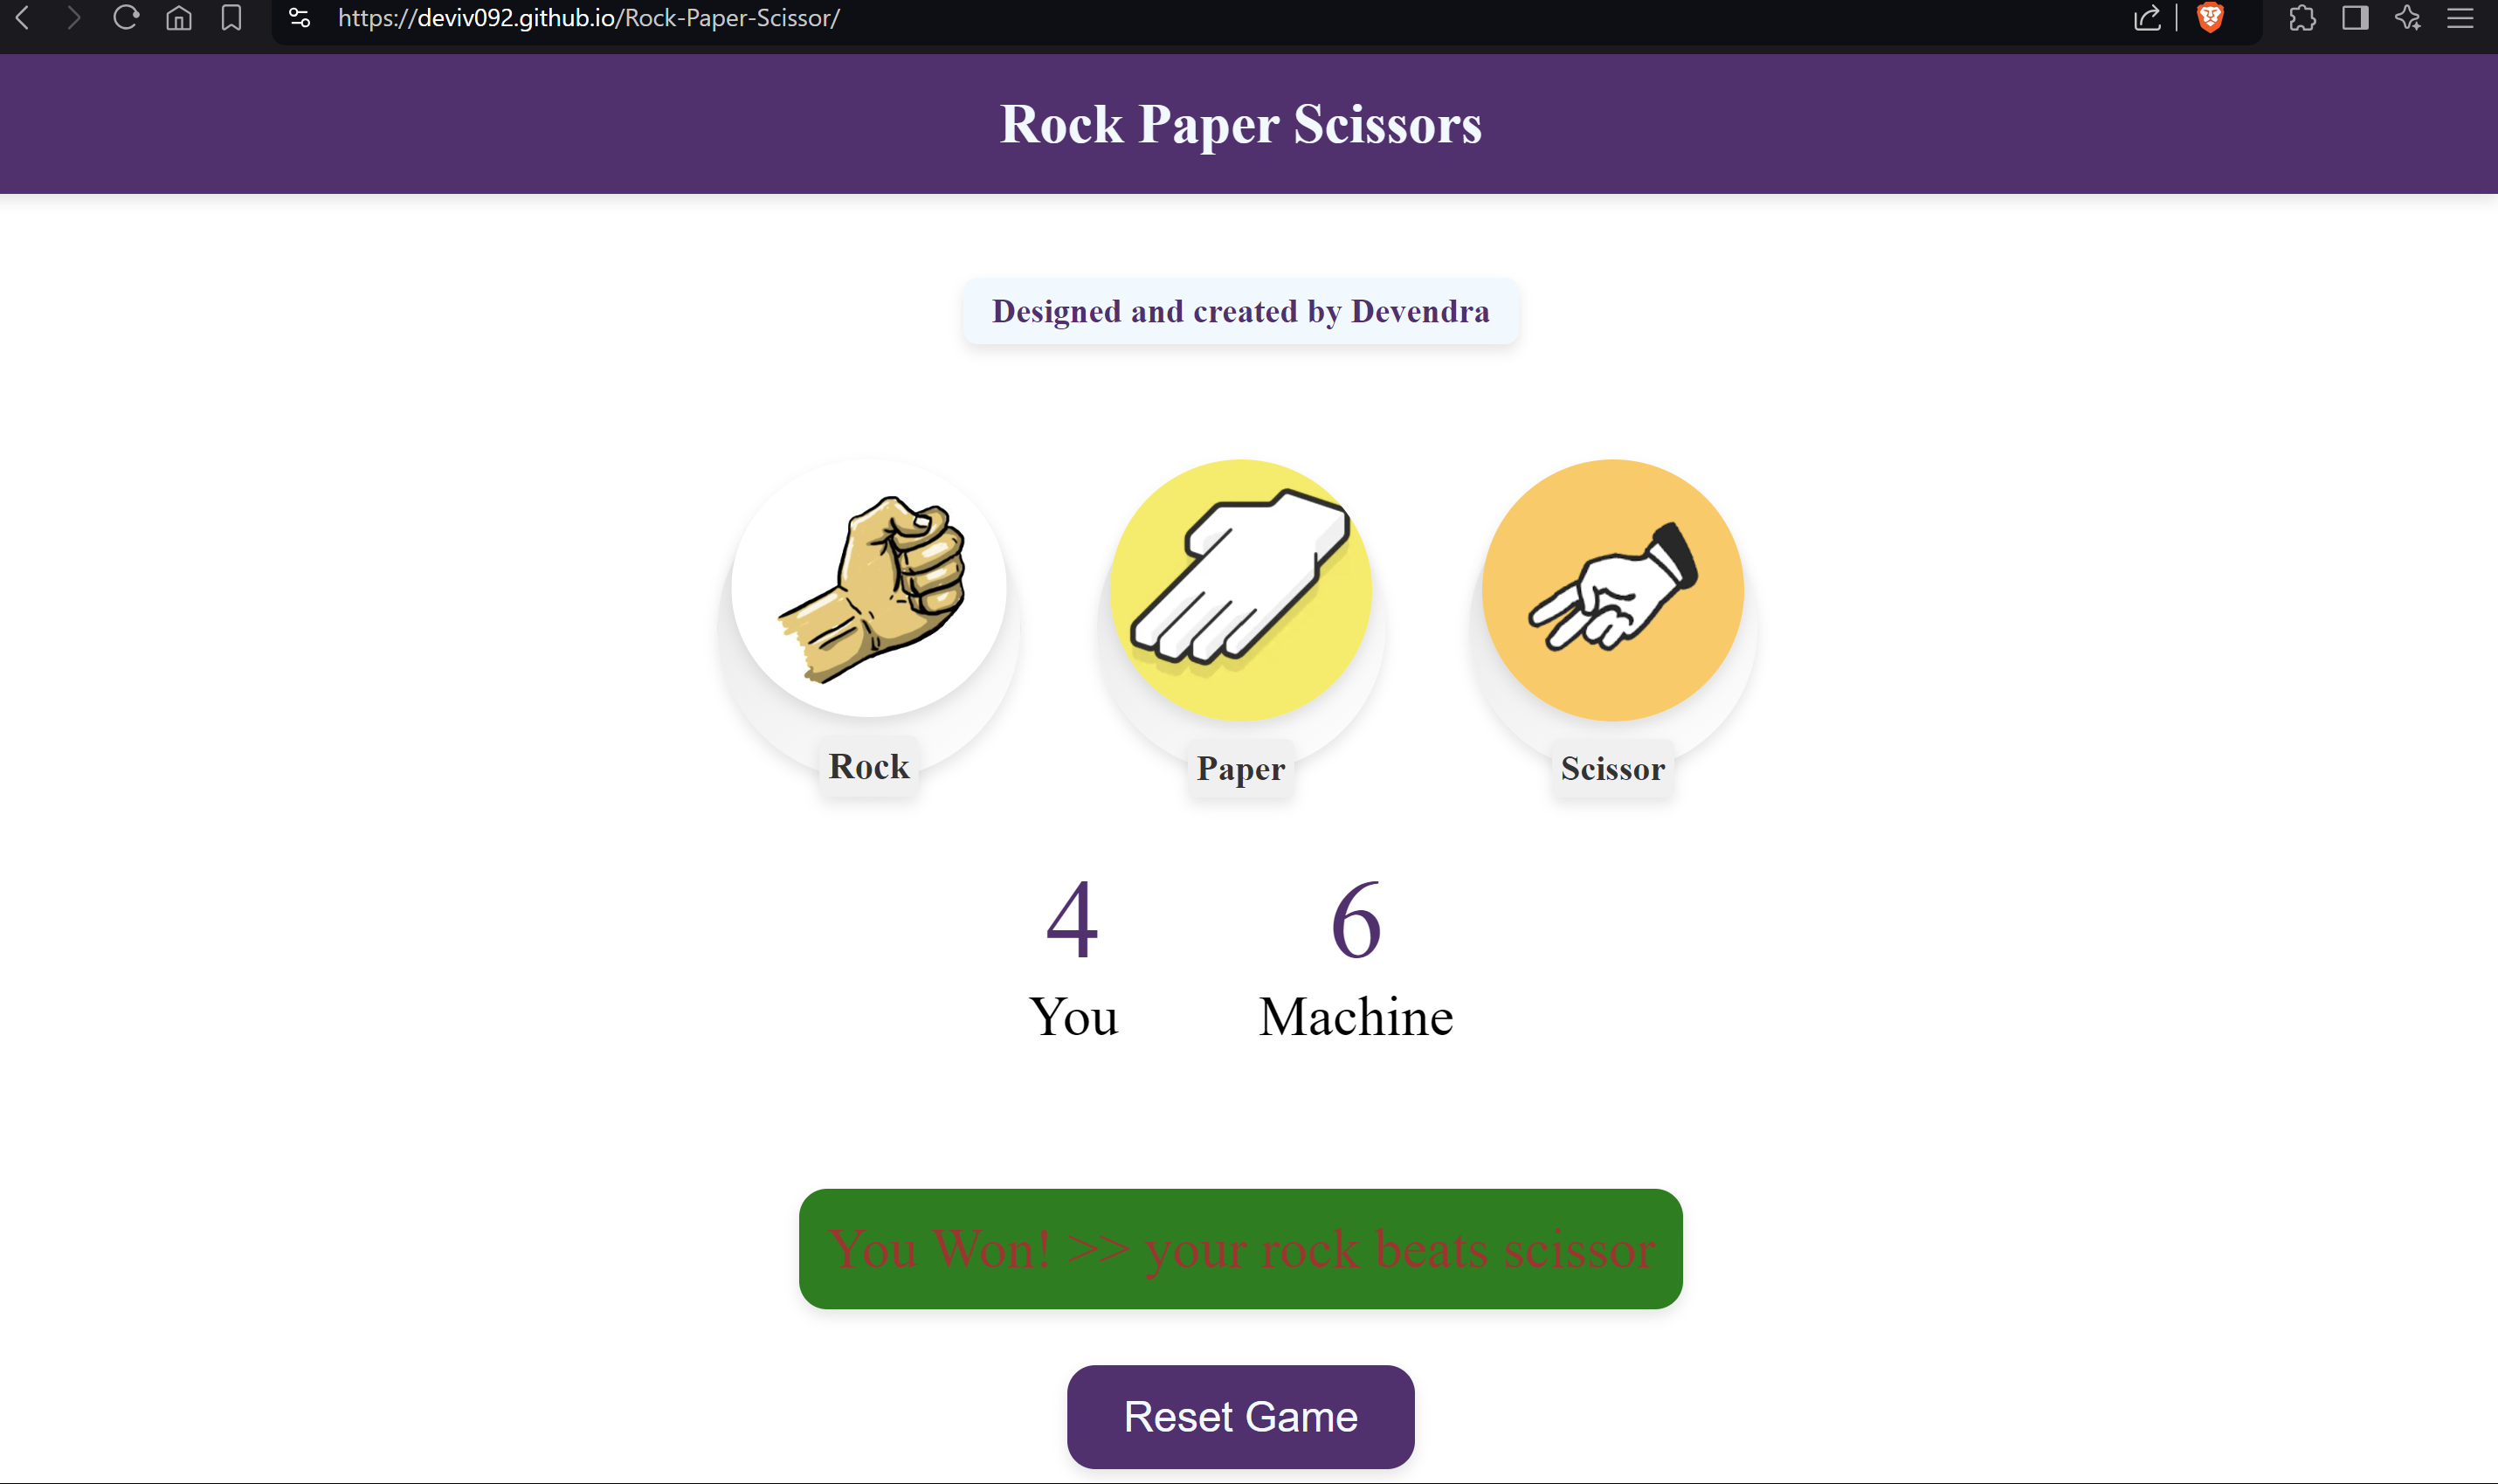 https://deviv092.github.io/Rock-Paper-Scissor/
Rock Paper Scissors
Designed and created by Devendra
Rock
Paper
Scissor
4
6
You
Machine
You Won! >> your rock beats scissor
Reset Game